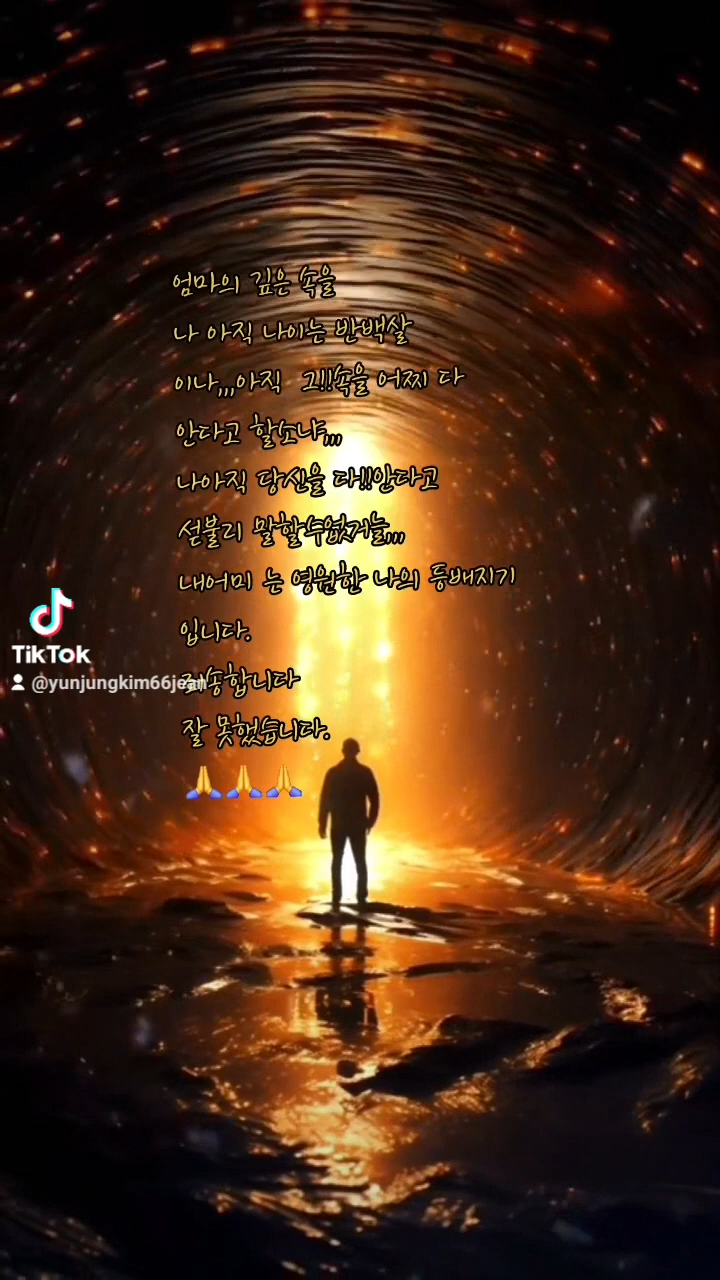 엄마의 깊은 속을
나 아직 나이는 반백살
이나,,,아직 그!!속을 어찌 다
안다고 할소냐,,,
나아직 당신을 다!!안다고
섣불리 말할수없거늘,,,
내어미 는 영원한 나의 등배지기
입니다.
죄송합니다
잘 못했습니다.
🙏🙏🙏
TikTok
@yunjungkim66jean